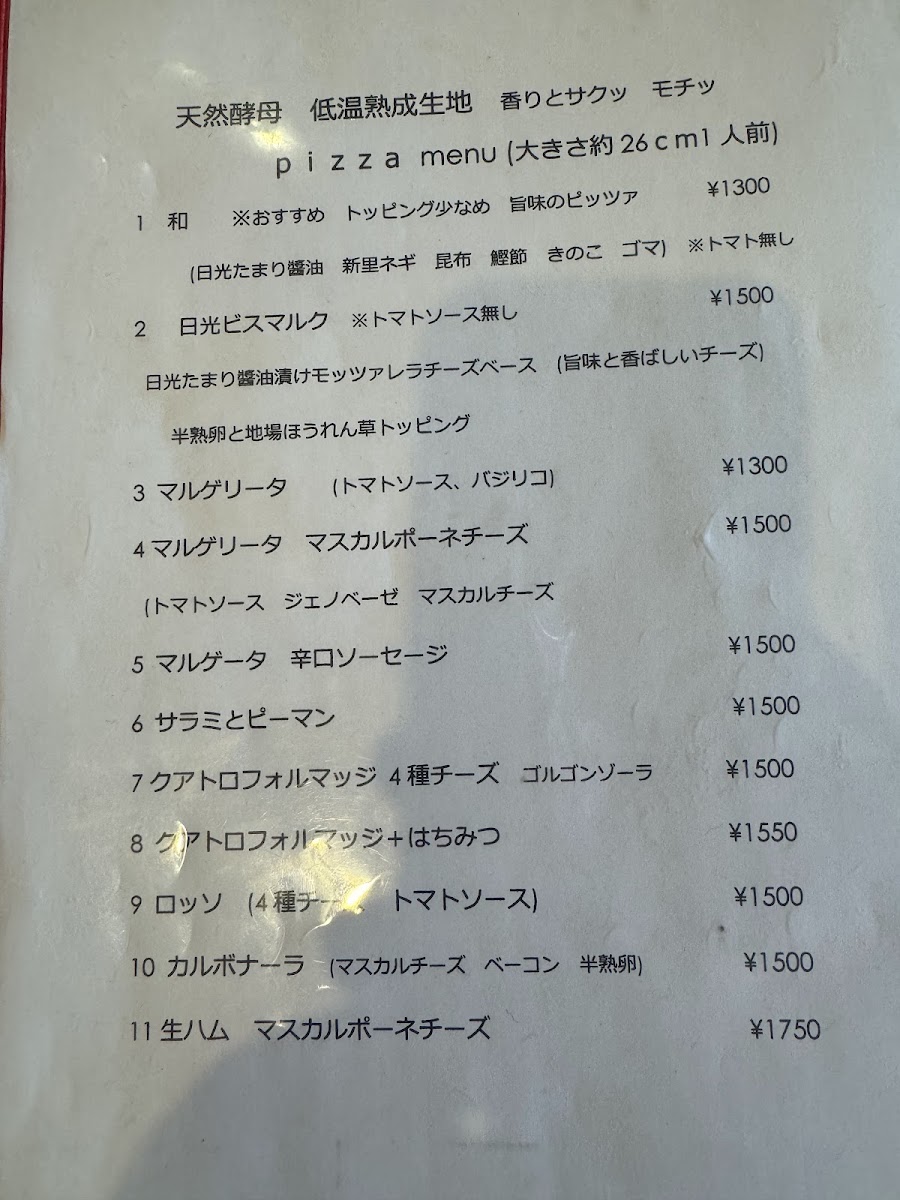 天然酵母　低温熟成生地　香りとサクッ　モチッ
ｐｉｚｚａ menu (大きさ約 26ｃｍ1 人前)
1 和　※おすすめ　トッピング少なめ　旨味のピッツァ ¥1300
(日光たまり醬油　新里ネギ　昆布　鰹節　きのこ　ゴマ)　※トマト無し
2 日光ビスマルク　※トマトソース無し ¥1500
日光たまり醬油漬けモッツァレラチーズベース　(旨味と香ばしいチーズ)
半熟卵と地場ほうれん草トッピング
3 マルゲリータ　(トマトソース、バジリコ) ¥1300
4 マルゲリータ　マスカルポーネチーズ ¥1500
(トマトソース　ジェノベーゼ　マスカルチーズ
5 マルゲータ　辛口ソーセージ ¥1500
6 サラミとピーマン ¥1500
7 クアトロフォルマッジ 4 種チーズ　ゴルゴンゾーラ ¥1500
8 クアトロフォルマッジ＋はちみつ ¥1550
9 ロッソ　(4 種チーズ　トマトソース) ¥1500
10 カルボナーラ　(マスカルチーズ　ベーコン　半熟卵) ¥1500
11 生ハム　マスカルポーネチーズ ¥1750